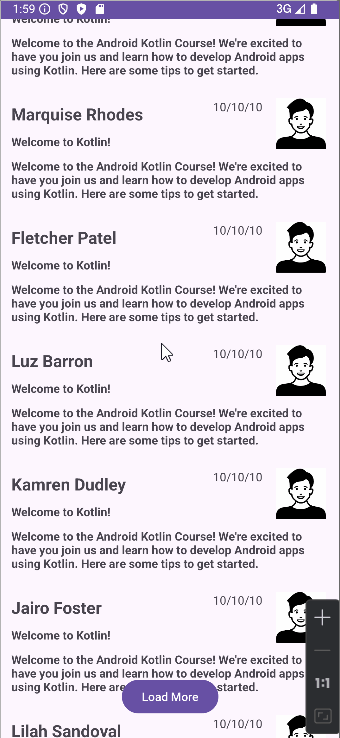 1:59 3G
Welcome to Kotlin!
Welcome to the Android Kotlin Course! We're excited to
have you join us and learn how to develop Android apps
using Kotlin. Here are some tips to get started.
Marquise Rhodes 10/10/10
Welcome to Kotlin!
Welcome to the Android Kotlin Course! We're excited to
have you join us and learn how to develop Android apps
using Kotlin. Here are some tips to get started.
Fletcher Patel 10/10/10
Welcome to Kotlin!
Welcome to the Android Kotlin Course! We're excited to
have you join us and learn how to develop Android apps
using Kotlin. Here are some tips to get started.
Luz Barron 10/10/10
Welcome to Kotlin!
Welcome to the Android Kotlin Course! We're excited to
have you join us and learn how to develop Android apps
using Kotlin. Here are some tips to get started.
Kamren Dudley 10/10/10
Welcome to Kotlin!
Welcome to the Android Kotlin Course! We're excited to
have you join us and learn how to develop Android apps
using Kotlin. Here are some tips to get started.
Jairo Foster 10/10/10
Welcome to Kotlin!
Welcome to the Android Kotlin Course! We're excited to
have you join us and learn how to develop Android apps
using Kotlin. Here are some tips to get started.
1:1
Load More
Lilah Sandoval 10/10/10